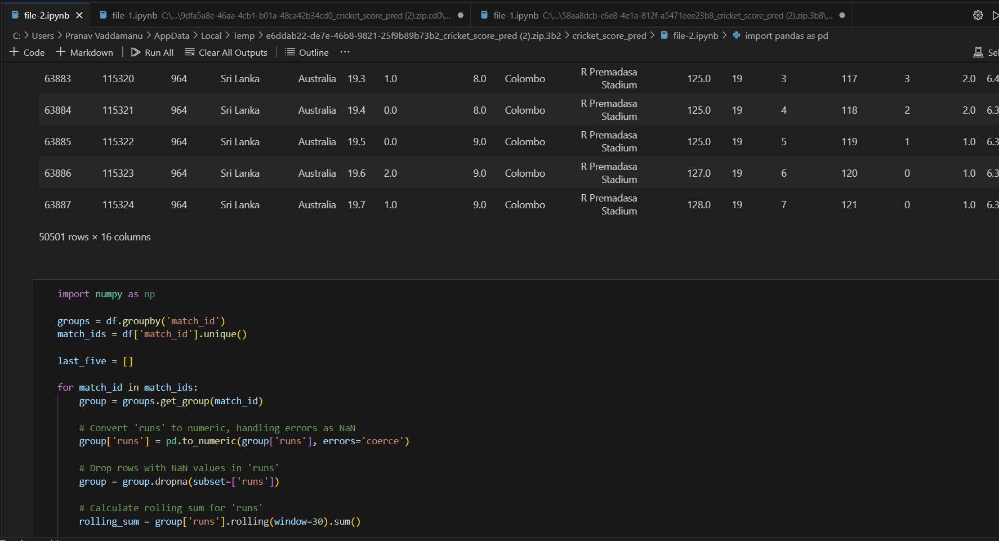 file-2.ipynb file-1.ipynb C:\...\9dfa5a8e-46aa-4cb1-b01a-48ca42b34cd0_cricket_score_pred (2).zip.cd0\... file-1.ipynb C:\...\58aa8dcb-c6e8-4e1a-812f-a5471eee23b8_cricket_score_pred (2).zip.3b8\...
C: > Users > Pranav Vaddamanu > AppData > Local > Temp > e6ddab22-de7e-46b8-9821-25f9b89b73b2_cricket_score_pred (2).zip.3b2 > cricket_score_pred > file-2.ipynb > import pandas as pd
+ Code + Markdown | Run All Clear All Outputs | Outline ...
63883 115320 964 Sri Lanka Australia 19.3 1.0 8.0 Colombo R Premadasa Stadium 125.0 19 3 117 3 2.0 6.4
63884 115321 964 Sri Lanka Australia 19.4 0.0 8.0 Colombo R Premadasa Stadium 125.0 19 4 118 2 2.0 6.3
63885 115322 964 Sri Lanka Australia 19.5 0.0 9.0 Colombo R Premadasa Stadium 125.0 19 5 119 1 1.0 6.3
63886 115323 964 Sri Lanka Australia 19.6 2.0 9.0 Colombo R Premadasa Stadium 127.0 19 6 120 0 1.0 6.3
63887 115324 964 Sri Lanka Australia 19.7 1.0 9.0 Colombo R Premadasa Stadium 128.0 19 7 121 0 1.0 6.3
50501 rows × 16 columns
import numpy as np
groups = df.groupby('match_id')
match_ids = df['match_id'].unique()
last_five = []
for match_id in match_ids:
    group = groups.get_group(match_id)
    # Convert 'runs' to numeric, handling errors as NaN
    group['runs'] = pd.to_numeric(group['runs'], errors='coerce')
    # Drop rows with NaN values in 'runs'
    group = group.dropna(subset=['runs'])
    # Calculate rolling sum for 'runs'
    rolling_sum = group['runs'].rolling(window=30).sum()